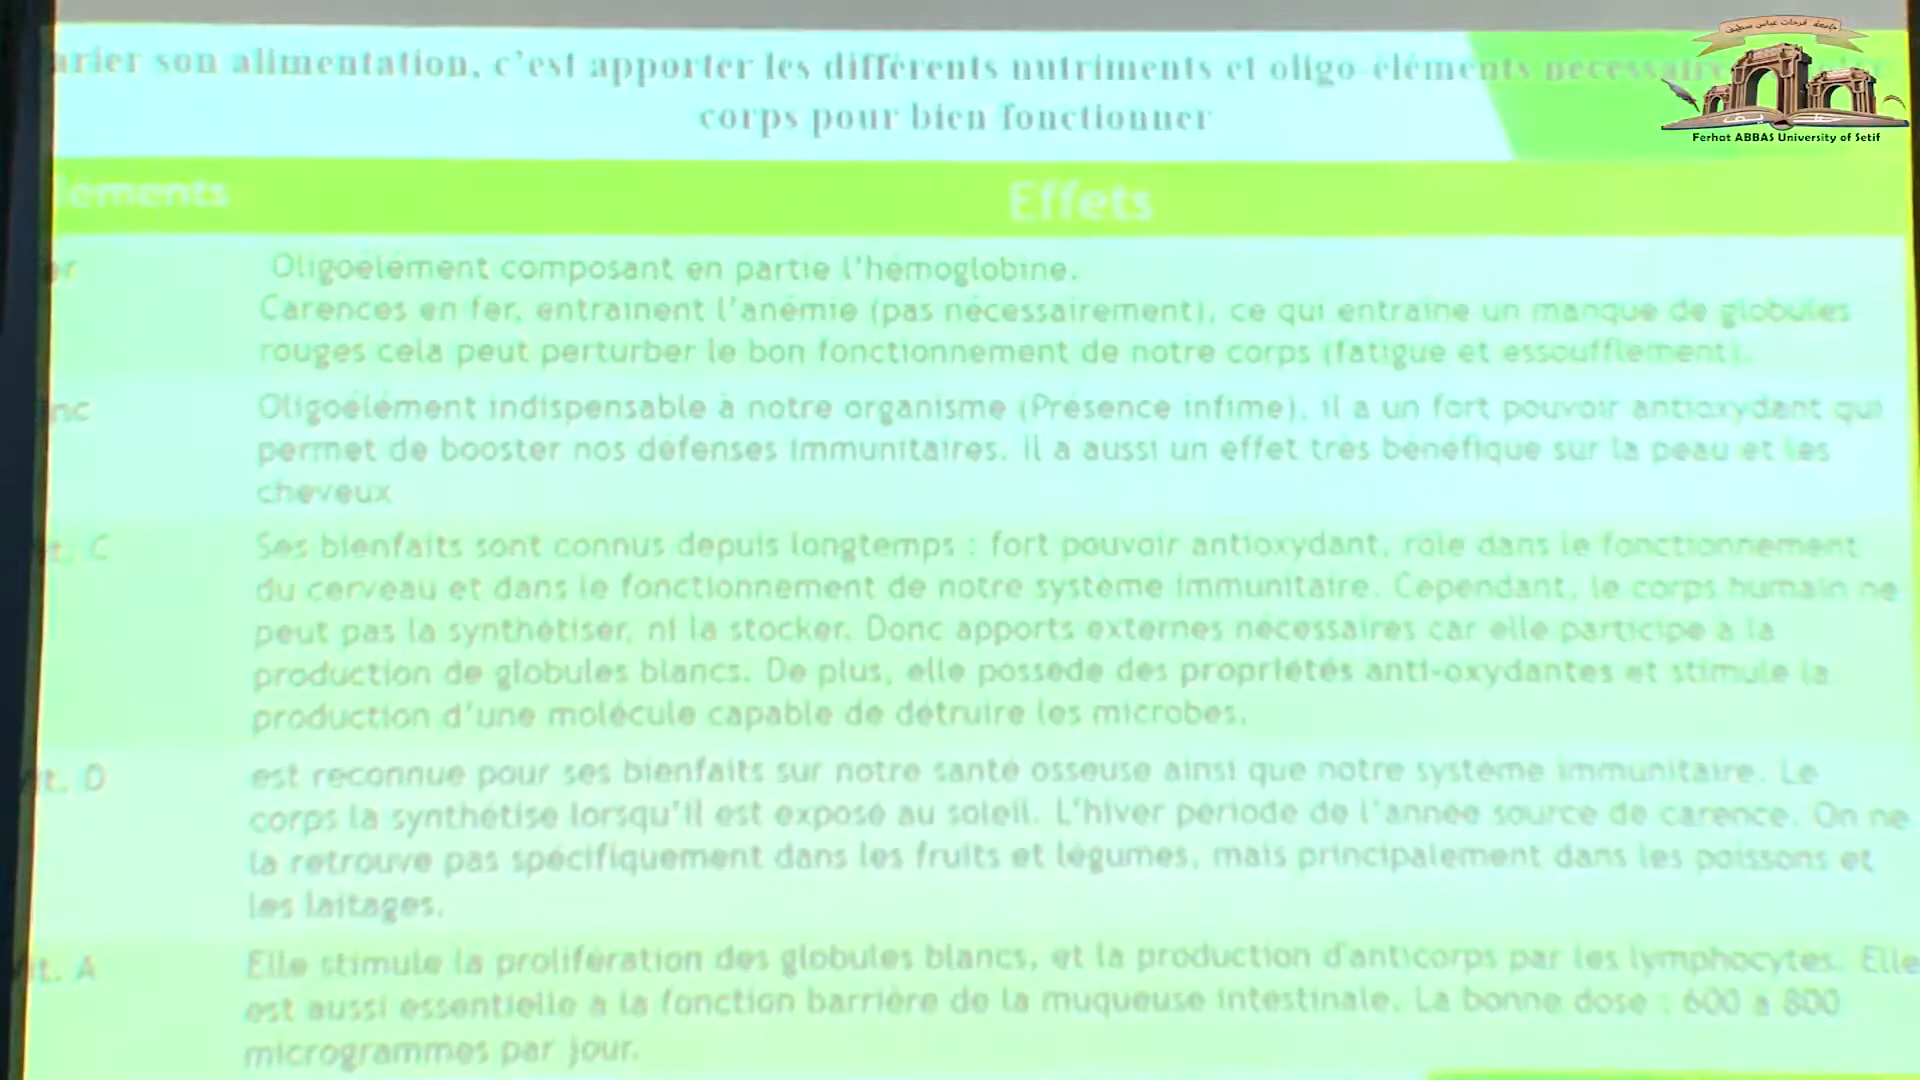 arier son alimentation, c'est apporter les différents nutriments et oligo-éléments nécessaire
corps pour bien fonctionner
جامعة فرحات عباس سطيف
Ferhat ABBAS University of Setif
léments Effets
er Oligoélément composant en partie l'hémoglobine.
Carences en fer, entrainent l'anémie (pas nécessairement), ce qui entraîne un manque de globules
rouges cela peut perturber le bon fonctionnement de notre corps (fatigue et essoufflement).
nc Oligoélément indispensable à notre organisme (Présence infime), il a un fort pouvoir antioxydant qui
permet de booster nos défenses immunitaires. Il a aussi un effet très bénéfique sur la peau et les
cheveux
t. C Ses bienfaits sont connus depuis longtemps : fort pouvoir antioxydant, rôle dans le fonctionnement
du cerveau et dans le fonctionnement de notre système immunitaire. Cependant, le corps humain ne
peut pas la synthétiser, ni la stocker. Donc apports externes nécessaires car elle participe à la
production de globules blancs. De plus, elle possède des propriétés anti-oxydantes et stimule la
production d'une molécule capable de détruire les microbes.
it. D est reconnue pour ses bienfaits sur notre santé osseuse ainsi que notre système immunitaire. Le
corps la synthétise lorsqu'il est exposé au soleil. L'hiver période de l'année source de carence. On ne
la retrouve pas spécifiquement dans les fruits et légumes, mais principalement dans les poissons et
les laitages.
it. A Elle stimule la prolifération des globules blancs, et la production d'anticorps par les lymphocytes. Elle
est aussi essentielle à la fonction barrière de la muqueuse intestinale. La bonne dose : 600 à 800
microgrammes par jour.